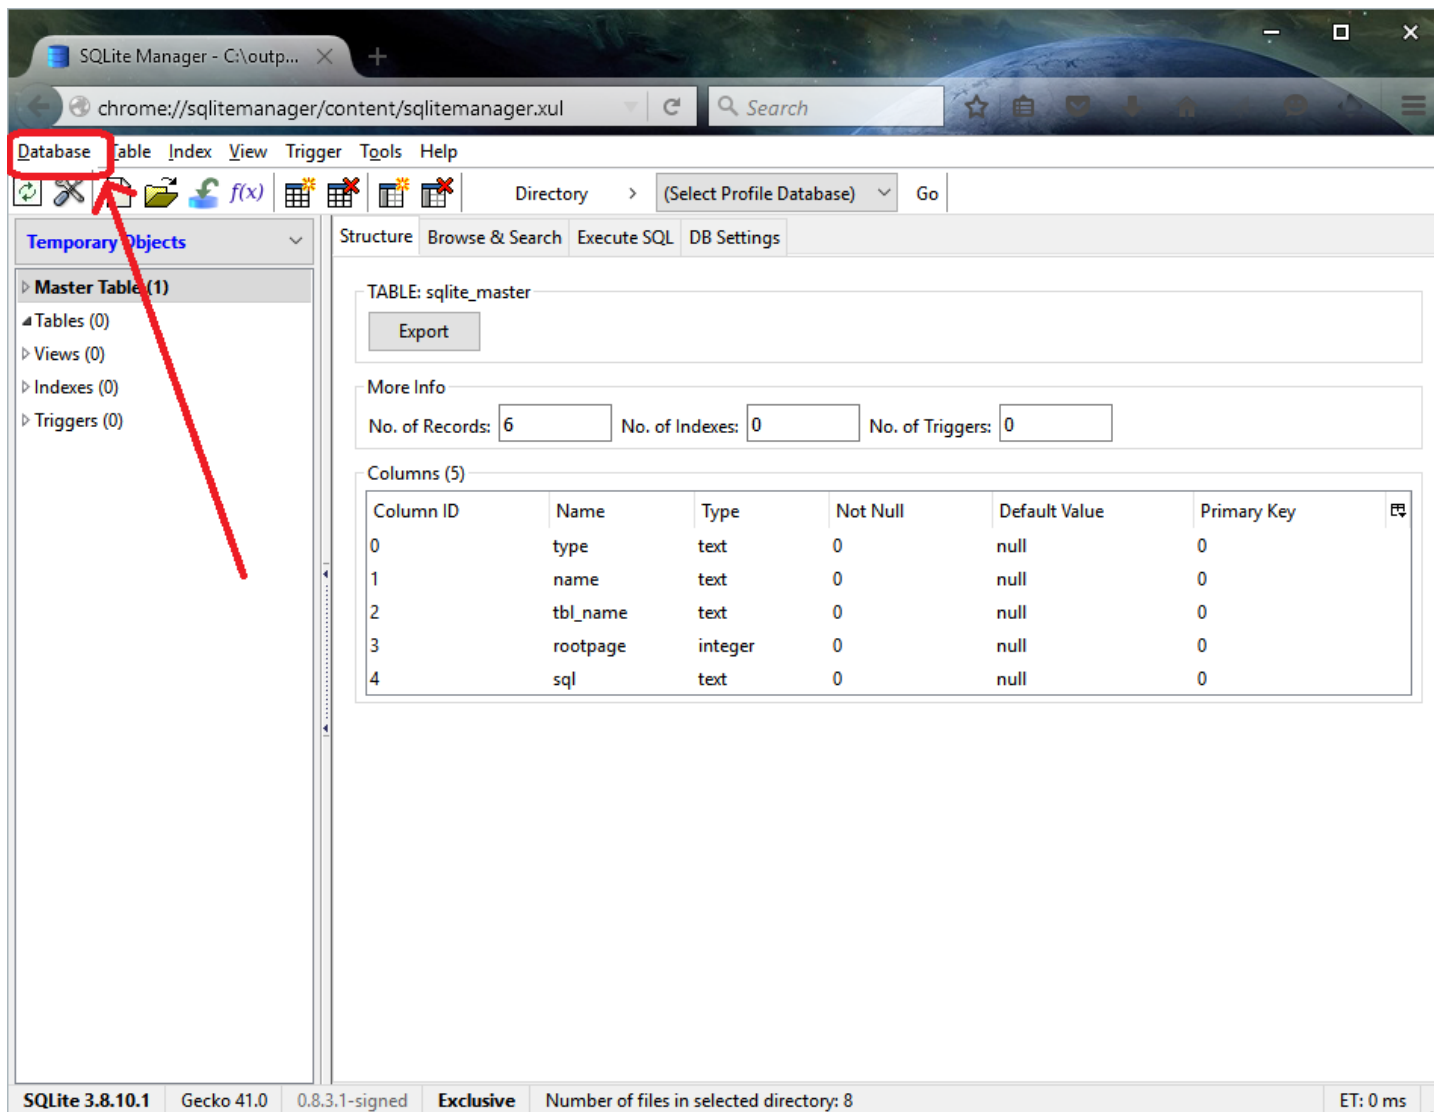 SQLite Manager - C:\outp...
chrome://sqlitemanager/content/sqlitemanager.xul
Search
Database Table Index View Trigger Tools Help
f(x)
Directory > (Select Profile Database) Go
Temporary Objects
Structure Browse & Search Execute SQL DB Settings
Master Table (1)
Tables (0)
Views (0)
Indexes (0)
Triggers (0)
TABLE: sqlite_master
Export
More Info
No. of Records: 6 No. of Indexes: 0 No. of Triggers: 0
Columns (5)
Column ID Name Type Not Null Default Value Primary Key
0 type text 0 null 0
1 name text 0 null 0
2 tbl_name text 0 null 0
3 rootpage integer 0 null 0
4 sql text 0 null 0
SQLite 3.8.10.1 Gecko 41.0 0.8.3.1-signed Exclusive Number of files in selected directory: 8 ET: 0 ms